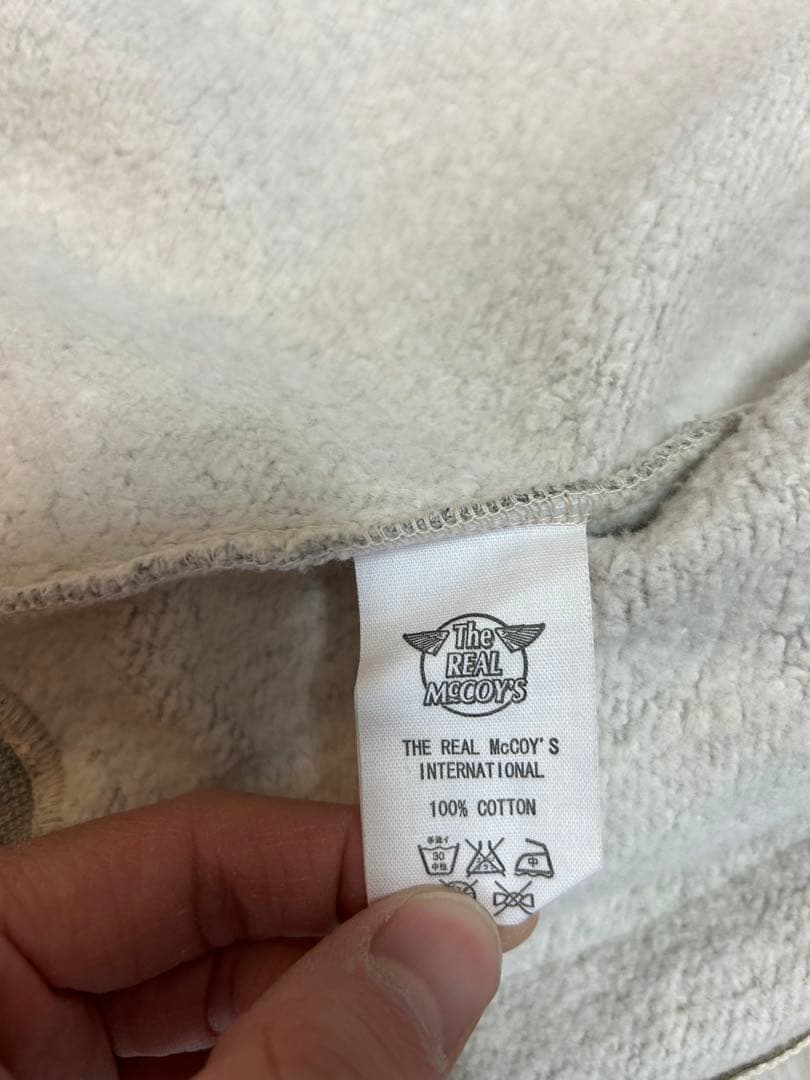 The
REAL
McCOY'S
THE REAL McCOY'S
INTERNATIONAL
100% COTTON
手洗イ
30
中性
中